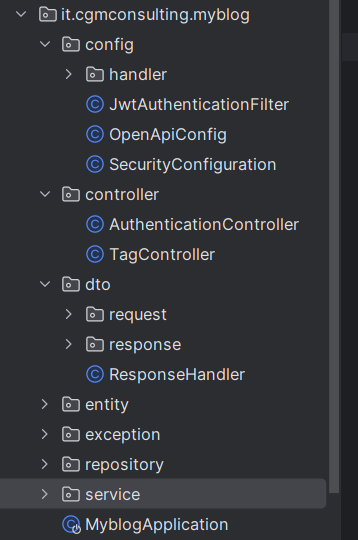 it.cgmconsulting.myblog
config
handler
JwtAuthenticationFilter
OpenApiConfig
SecurityConfiguration
controller
AuthenticationController
TagController
dto
request
response
ResponseHandler
entity
exception
repository
service
MyblogApplication